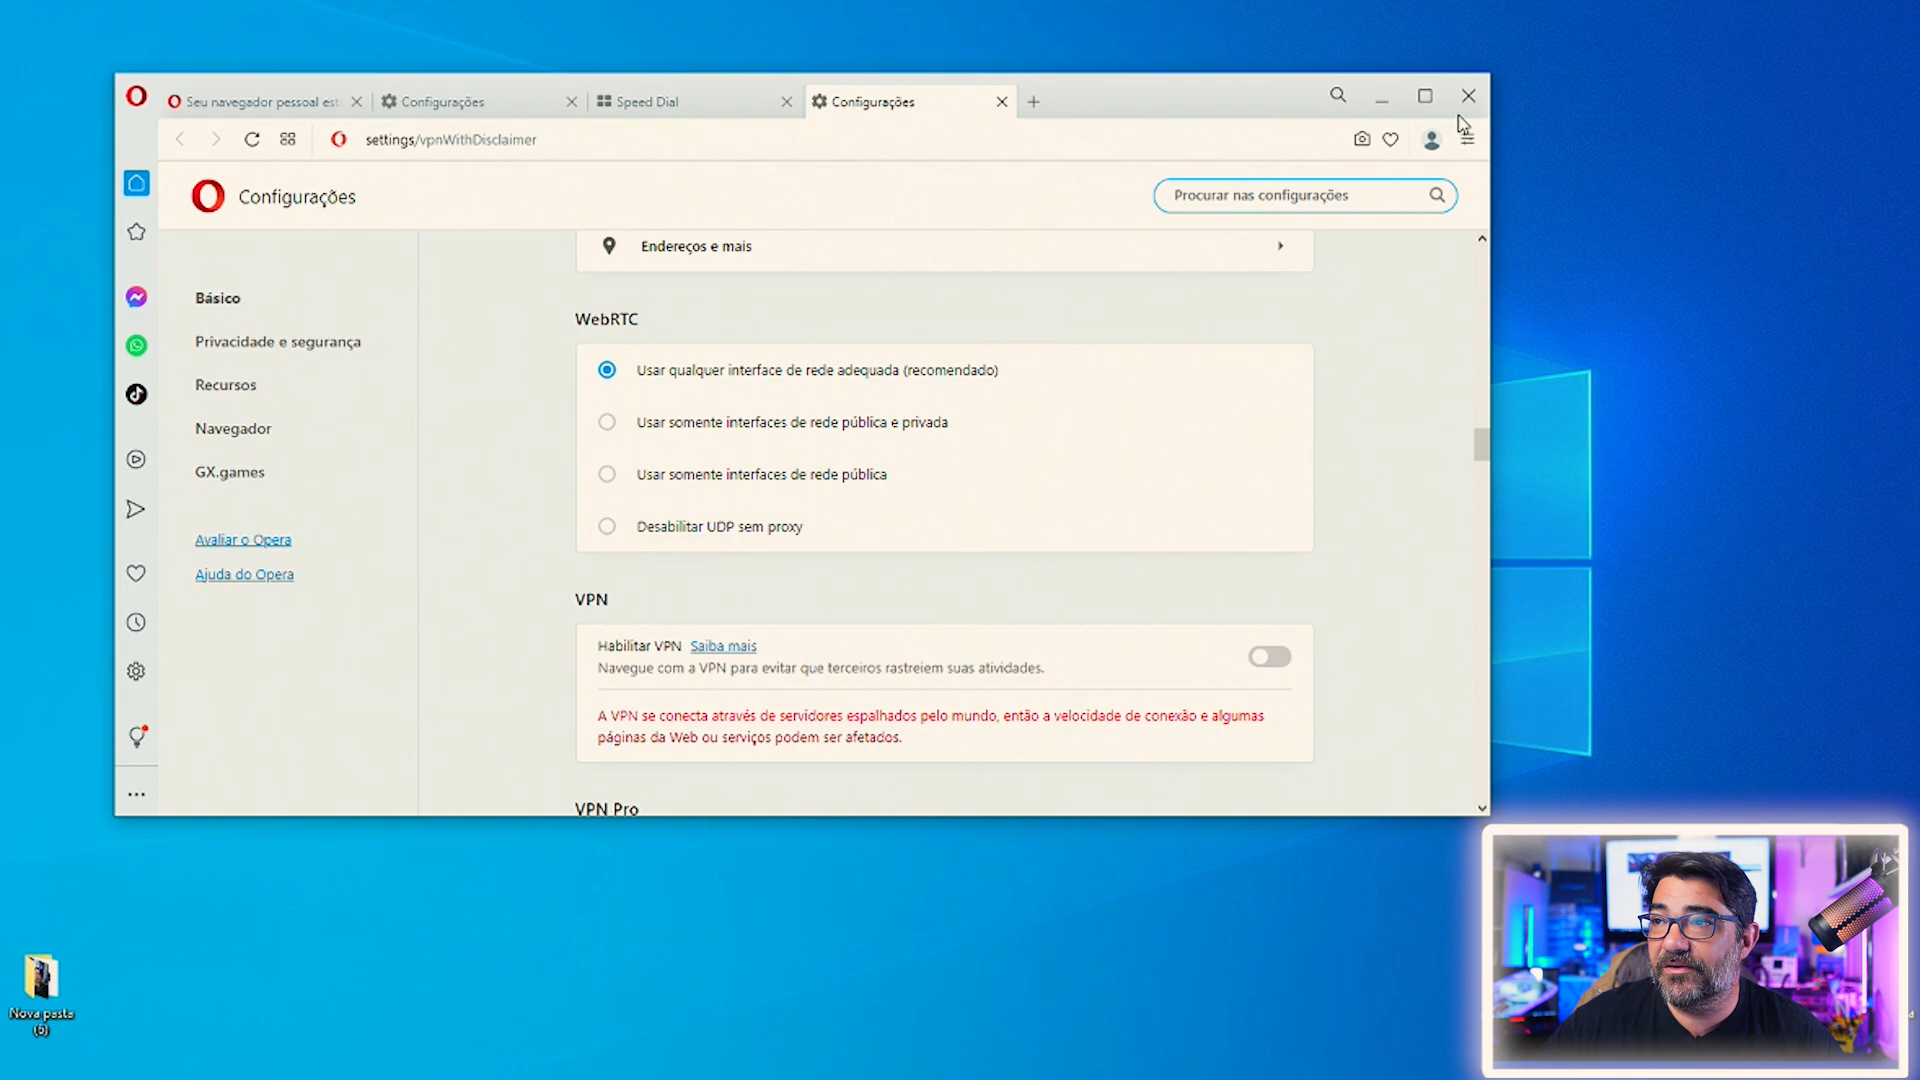 Seu navegador pessoal est
Configurações
Speed Dial
Configurações
settings/vpnWithDisclaimer
Configurações
Procurar nas configurações
Endereços e mais
Básico
Privacidade e segurança
Recursos
Navegador
GX.games
Avaliar o Opera
Ajuda do Opera
WebRTC
Usar qualquer interface de rede adequada (recomendado)
Usar somente interfaces de rede pública e privada
Usar somente interfaces de rede pública
Desabilitar UDP sem proxy
VPN
Habilitar VPN Saiba mais
Navegue com a VPN para evitar que terceiros rastreiem suas atividades.
A VPN se conecta através de servidores espalhados pelo mundo, então a velocidade de conexão e algumas
páginas da Web ou serviços podem ser afetados.
VPN Pro
Nova pasta
(6)